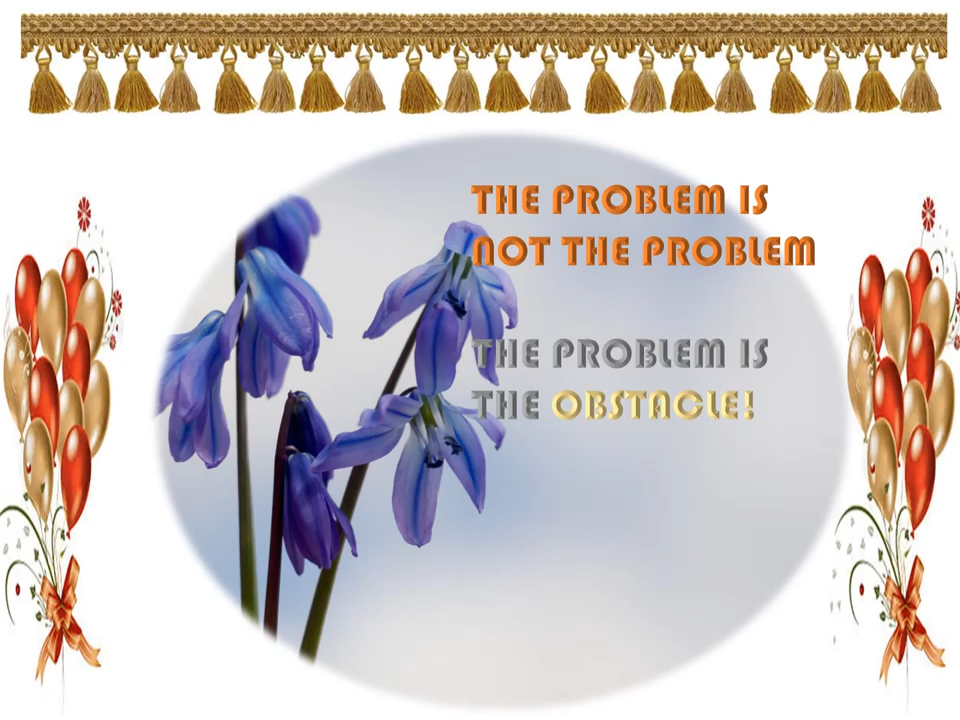 THE PROBLEM IS
NOT THE PROBLEM
THE PROBLEM IS
THE OBSTACLE!